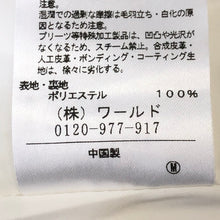 注意。
湿潤での過剰な摩擦は毛羽立ち・白化の原
因となるため注意。
プリーツ等特殊加工製品は、凹凸や光沢が
なくなるため、スチーム禁止。合成皮革・
人工皮革・ボンディング・コーティング生
地は、徐々に劣化する。
表地・裏地
ポリエステル 100%
(株) ワールド
0120-977-917
中国製
M